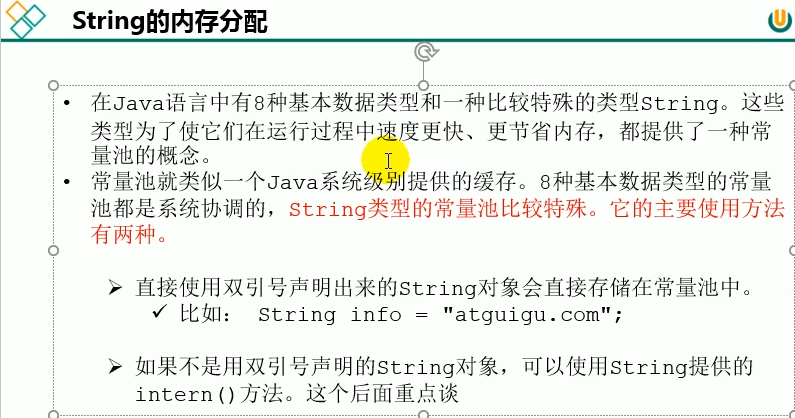 String的内存分配
• 在Java语言中有8种基本数据类型和一种比较特殊的类型String。这些
类型为了使它们在运行过程中速度更快、更节省内存，都提供了一种常
量池的概念。
• 常量池就类似一个Java系统级别提供的缓存。8种基本数据类型的常量
池都是系统协调的，String类型的常量池比较特殊。它的主要使用方法
有两种。
➢ 直接使用双引号声明出来的String对象会直接存储在常量池中。
✓ 比如： String info = "atguigu.com";
➢ 如果不是用双引号声明的String对象，可以使用String提供的
intern()方法。这个后面重点谈